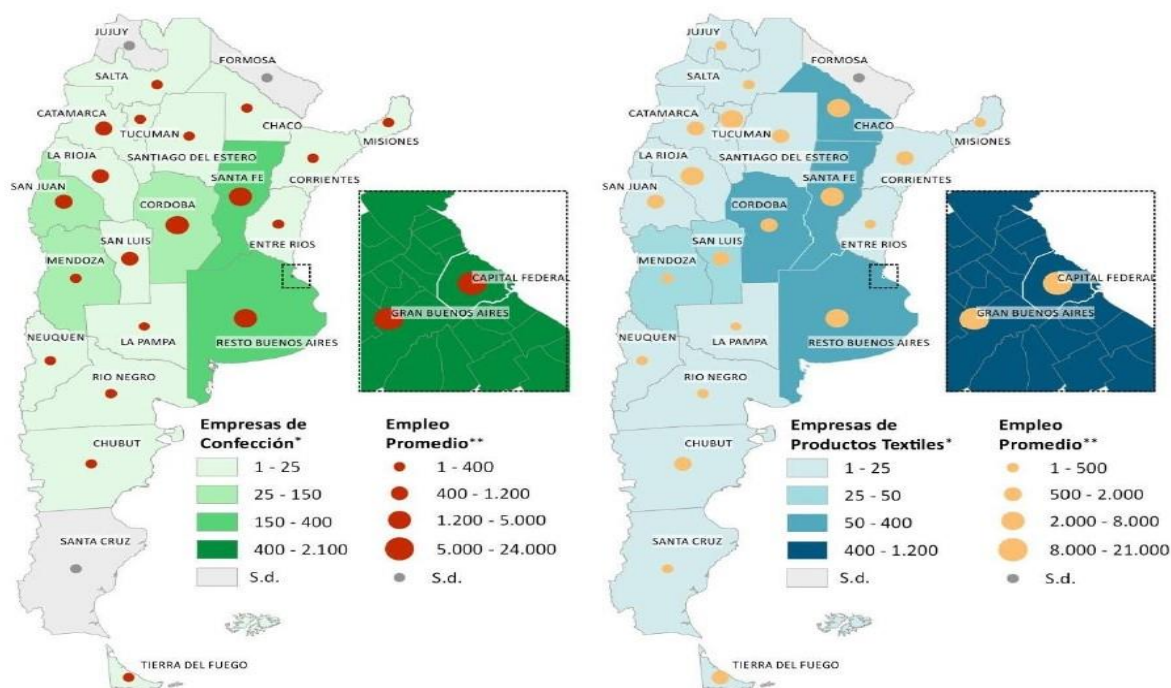 JUJUY
FORMOSA
SALTA
CATAMARCA
TUCUMAN
CHACO
MISIONES
LA RIOJA
SANTIAGO DEL ESTERO
SAN JUAN
SANTA FE
CORRIENTES
CORDOBA
SAN LUIS
ENTRE RIOS
MENDOZA
CAPITAL FEDERAL
GRAN BUENOS AIRES
NEUQUEN
LA PAMPA
RESTO BUENOS AIRES
RIO NEGRO
CHUBUT
SANTA CRUZ
TIERRA DEL FUEGO
Empresas de
Confección*
1 - 25
25 - 150
150 - 400
400 - 2.100
S.d.
Empleo
Promedio**
1 - 400
400 - 1.200
1.200 - 5.000
5.000 - 24.000
S.d.
JUJUY
FORMOSA
SALTA
CATAMARCA
TUCUMAN
CHACO
MISIONES
LA RIOJA
SANTIAGO DEL ESTERO
SAN JUAN
SANTA FE
CORRIENTES
CORDOBA
SAN LUIS
ENTRE RIOS
MENDOZA
CAPITAL FEDERAL
GRAN BUENOS AIRES
NEUQUEN
LA PAMPA
RESTO BUENOS AIRES
RIO NEGRO
CHUBUT
SANTA CRUZ
TIERRA DEL FUEGO
Empresas de
Productos Textiles*
1 - 25
25 - 50
50 - 400
400 - 1.200
S.d.
Empleo
Promedio**
1 - 500
500 - 2.000
2.000 - 8.000
8.000 - 21.000
S.d.